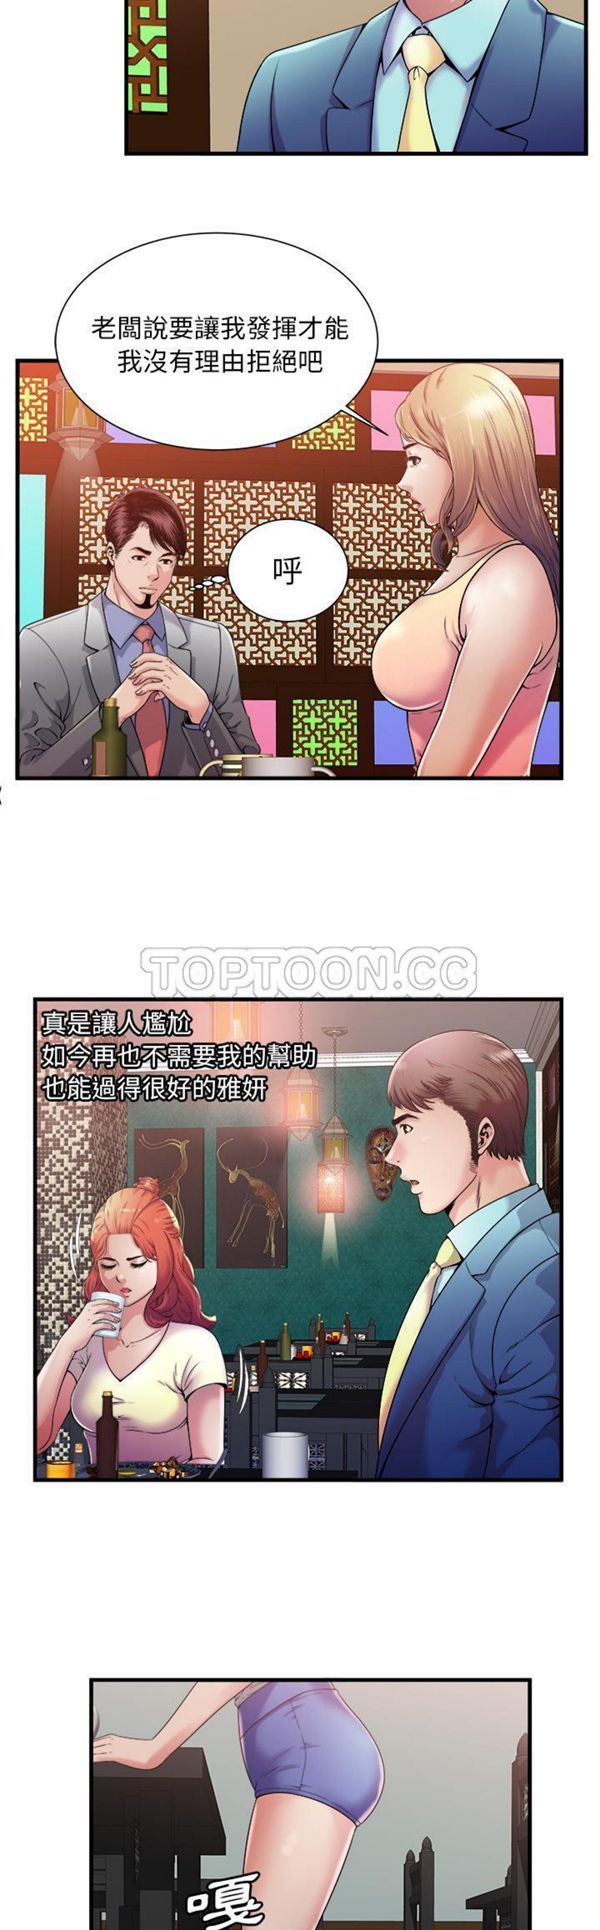 老闆說要讓我發揮才能
我沒有理由拒絕吧
呼
TOPTOON.CC
真是讓人尷尬
如今再也不需要我的幫助
也能過得很好的雅妍
嘎